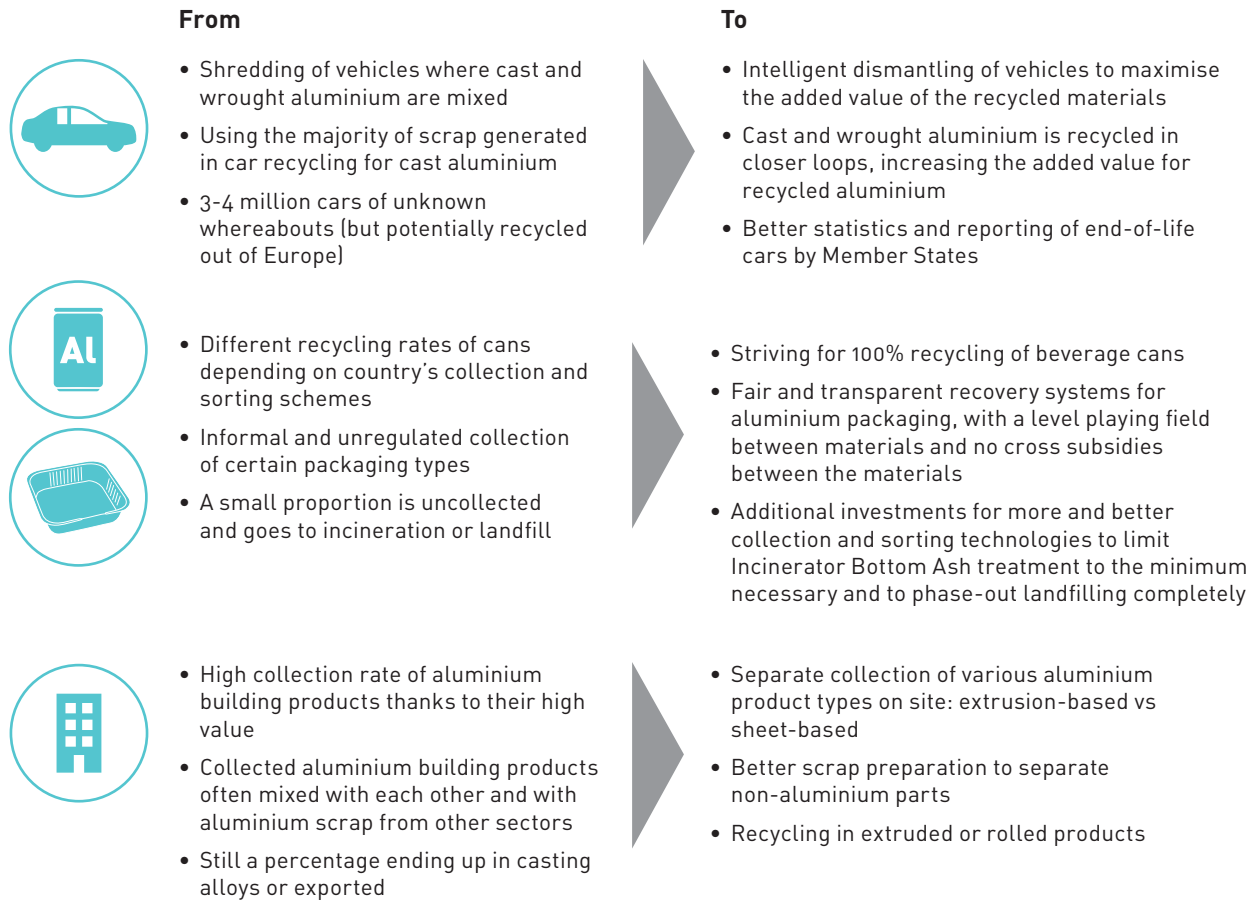 From
To
• Shredding of vehicles where cast and
wrought aluminium are mixed
• Using the majority of scrap generated
in car recycling for cast aluminium
• 3-4 million cars of unknown
whereabouts (but potentially recycled
out of Europe)
• Intelligent dismantling of vehicles to maximise
the added value of the recycled materials
• Cast and wrought aluminium is recycled in
closer loops, increasing the added value for
recycled aluminium
• Better statistics and reporting of end-of-life
cars by Member States
Al
• Different recycling rates of cans
depending on country's collection and
sorting schemes
• Informal and unregulated collection
of certain packaging types
• A small proportion is uncollected
and goes to incineration or landfill
• Striving for 100% recycling of beverage cans
• Fair and transparent recovery systems for
aluminium packaging, with a level playing field
between materials and no cross subsidies
between the materials
• Additional investments for more and better
collection and sorting technologies to limit
Incinerator Bottom Ash treatment to the minimum
necessary and to phase-out landfilling completely
• High collection rate of aluminium
building products thanks to their high
value
• Collected aluminium building products
often mixed with each other and with
aluminium scrap from other sectors
• Still a percentage ending up in casting
alloys or exported
• Separate collection of various aluminium
product types on site: extrusion-based vs
sheet-based
• Better scrap preparation to separate
non-aluminium parts
• Recycling in extruded or rolled products